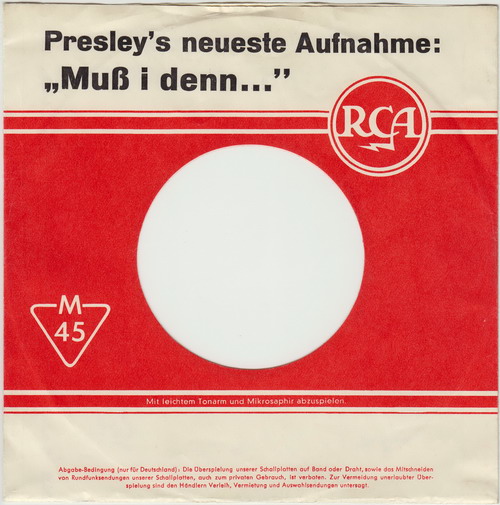 Presley's neueste Aufnahme:
„Muß i denn...”
RCA
M
45
Mit leichtem Tonarm und Mikrosaphir abzuspielen.
Abgabe-Bedingung (nur für Deutschland): Die Überspielung unserer Schallplatten auf Band oder Draht, sowie das Mitschneiden
von Rundfunksendungen unserer Schallplatten, auch zum privaten Gebrauch, ist verboten. Zur Vermeidung unerlaubter Über-
spielung sind den Händlern Verleih, Vermietung und Auswahlsendungen untersagt.